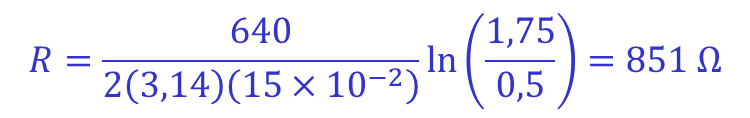 R = 640 / 2(3,14)(15 × 10⁻²) ln (1,75 / 0,5) = 851 Ω